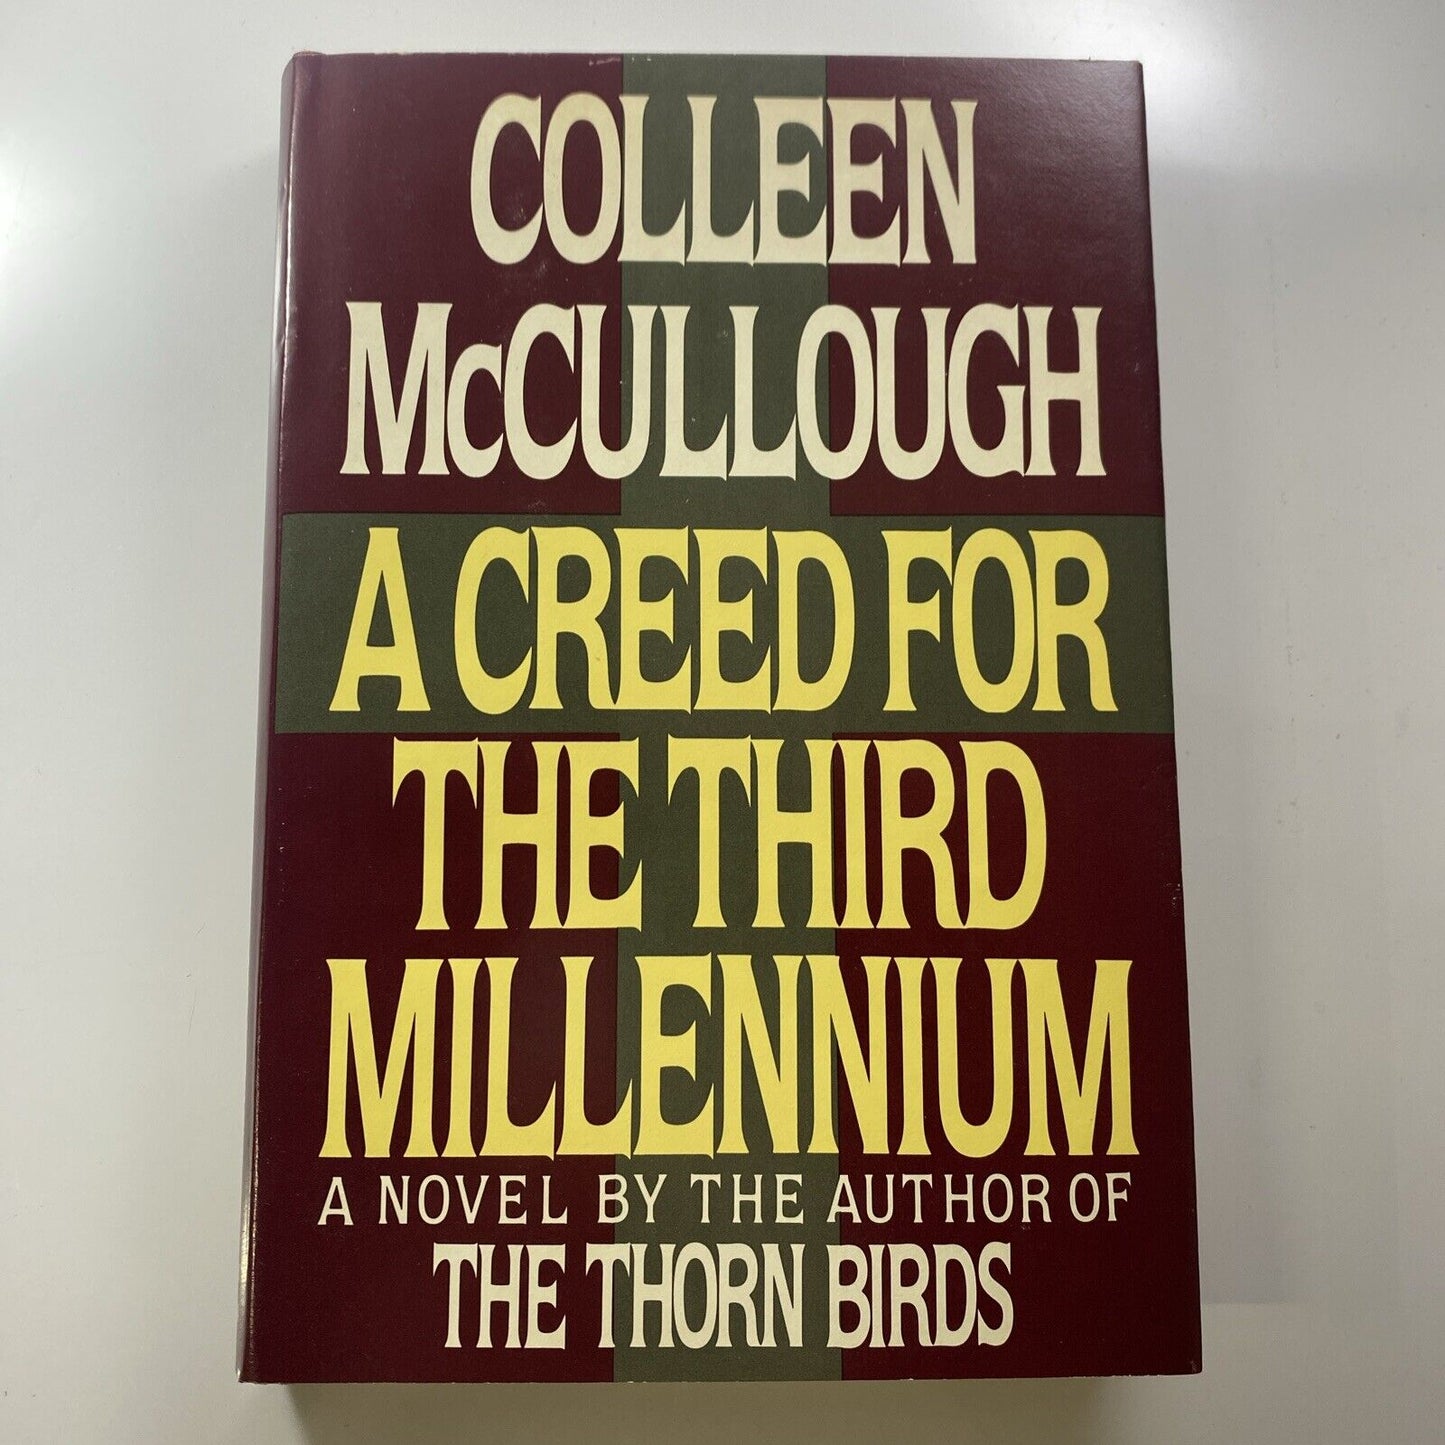 COLLEEN
McCULLOUGH
A CREED FOR
THE THIRD
MILLENNIUM
A NOVEL BY THE AUTHOR OF
THE THORN BIRDS